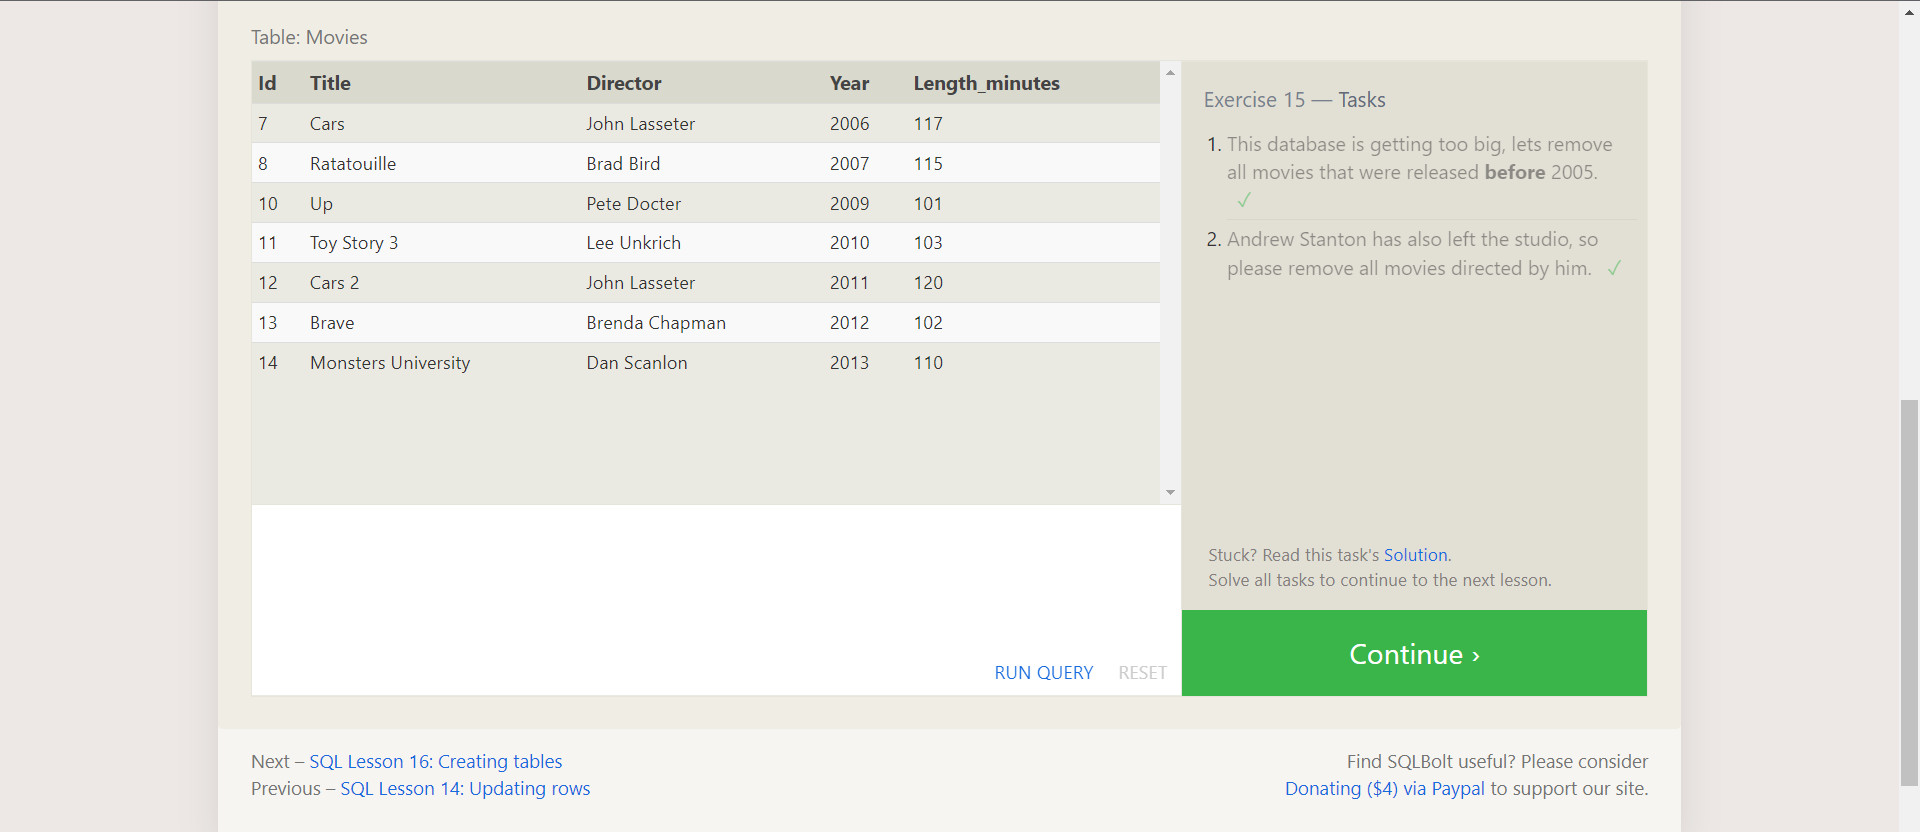 Table: Movies
Id Title Director Year Length_minutes
7 Cars John Lasseter 2006 117
8 Ratatouille Brad Bird 2007 115
10 Up Pete Docter 2009 101
11 Toy Story 3 Lee Unkrich 2010 103
12 Cars 2 John Lasseter 2011 120
13 Brave Brenda Chapman 2012 102
14 Monsters University Dan Scanlon 2013 110
RUN QUERY RESET
Exercise 15 — Tasks
1. This database is getting too big, lets remove
all movies that were released before 2005.
✓
2. Andrew Stanton has also left the studio, so
please remove all movies directed by him. ✓
Stuck? Read this task's Solution.
Solve all tasks to continue to the next lesson.
Continue ›
Next – SQL Lesson 16: Creating tables
Previous – SQL Lesson 14: Updating rows
Find SQLBolt useful? Please consider
Donating ($4) via Paypal to support our site.